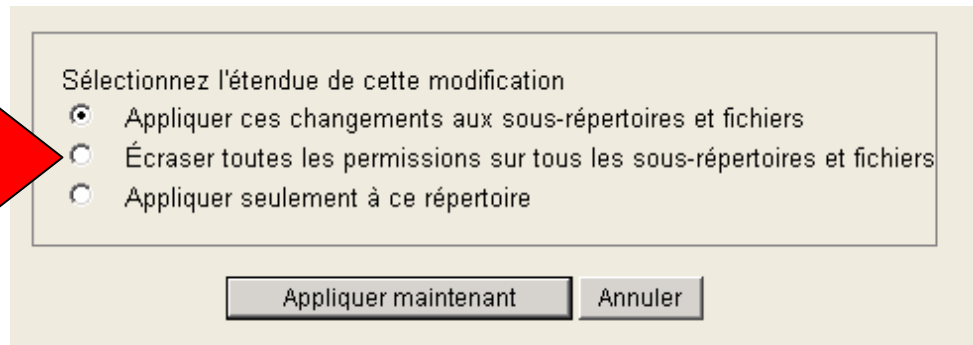 Sélectionnez l'étendue de cette modification
Appliquer ces changements aux sous-répertoires et fichiers
Écraser toutes les permissions sur tous les sous-répertoires et fichiers
Appliquer seulement à ce répertoire
Appliquer maintenant Annuler